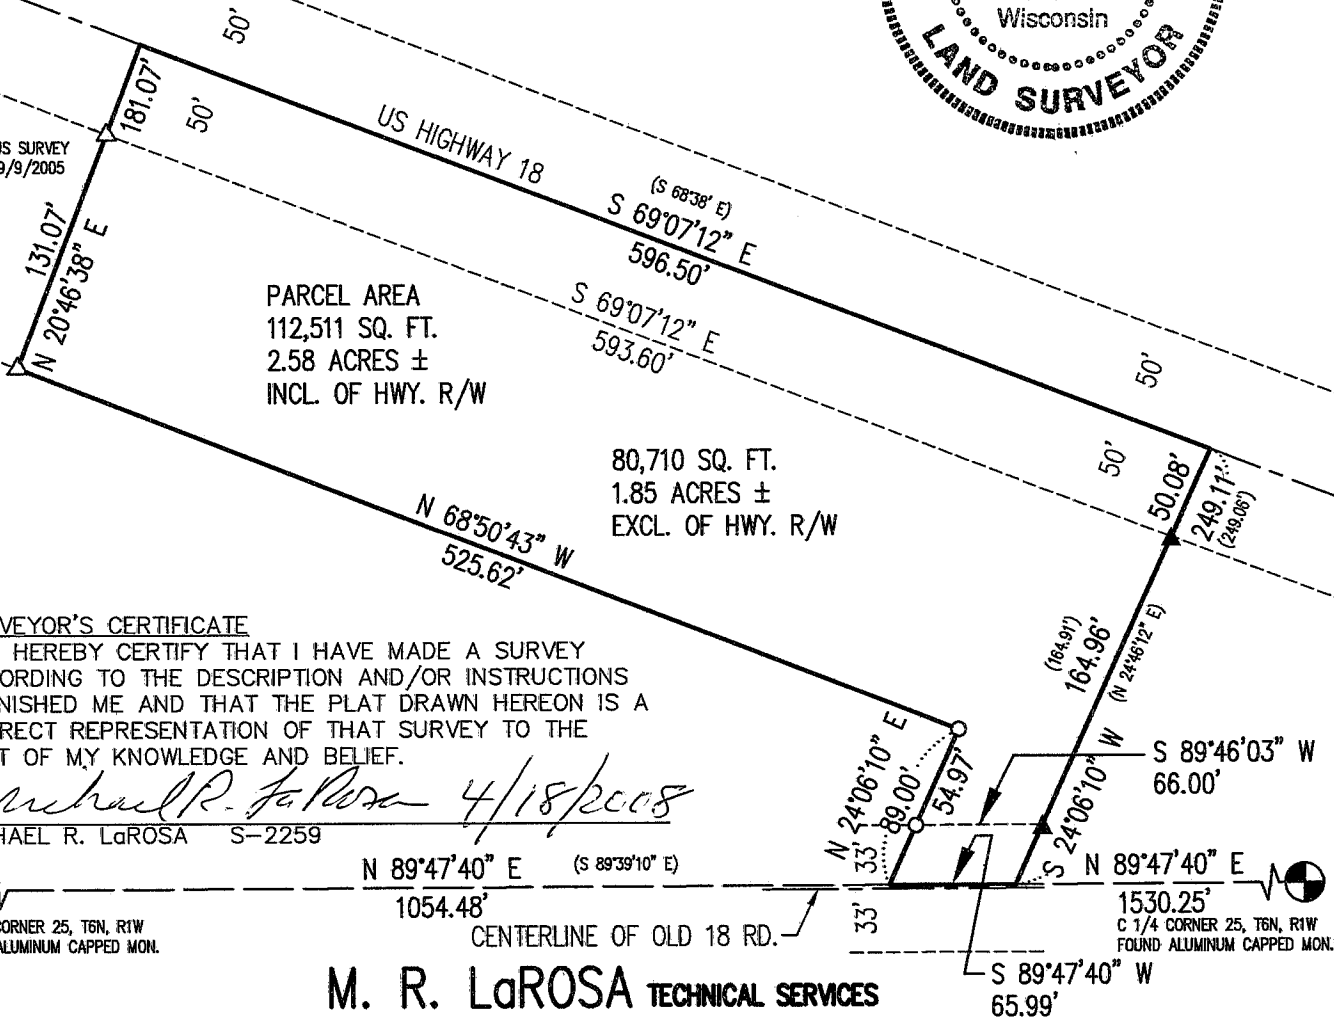 Wisconsin
LAND SURVEYOR
50'
181.07'
50'
US HIGHWAY 18
(S 68°38' E)
S 69°07'12" E
596.50'
S SURVEY
9/9/2005
131.07'
N 20°46'38" E
PARCEL AREA
112,511 SQ. FT.
2.58 ACRES ±
INCL. OF HWY. R/W
S 69°07'12" E
593.60'
50'
50'
80,710 SQ. FT.
1.85 ACRES ±
EXCL. OF HWY. R/W
50.08'
249.11'
(249.06')
N 68°50'43" W
525.62'
(164.91')
164.96'
(N 24°46'12" E)
S 24°06'10" W
VEYOR'S CERTIFICATE
HEREBY CERTIFY THAT I HAVE MADE A SURVEY
ORDING TO THE DESCRIPTION AND/OR INSTRUCTIONS
NISHED ME AND THAT THE PLAT DRAWN HEREON IS A
RECT REPRESENTATION OF THAT SURVEY TO THE
T OF MY KNOWLEDGE AND BELIEF.
Michael R. LaRosa 4/18/2008
HAEL R. LaROSA S-2259
N 24°06'10" E
89.00'
54.97'
S 89°46'03" W
66.00'
33'
33'
N 89°47'40" E
(S 89°39'10" E)
1054.48'
N 89°47'40" E
1530.25'
CORNER 25, T6N, R1W
ALUMINUM CAPPED MON.
C 1/4 CORNER 25, T6N, R1W
FOUND ALUMINUM CAPPED MON.
CENTERLINE OF OLD 18 RD.
S 89°47'40" W
65.99'
M. R. LaROSA TECHNICAL SERVICES